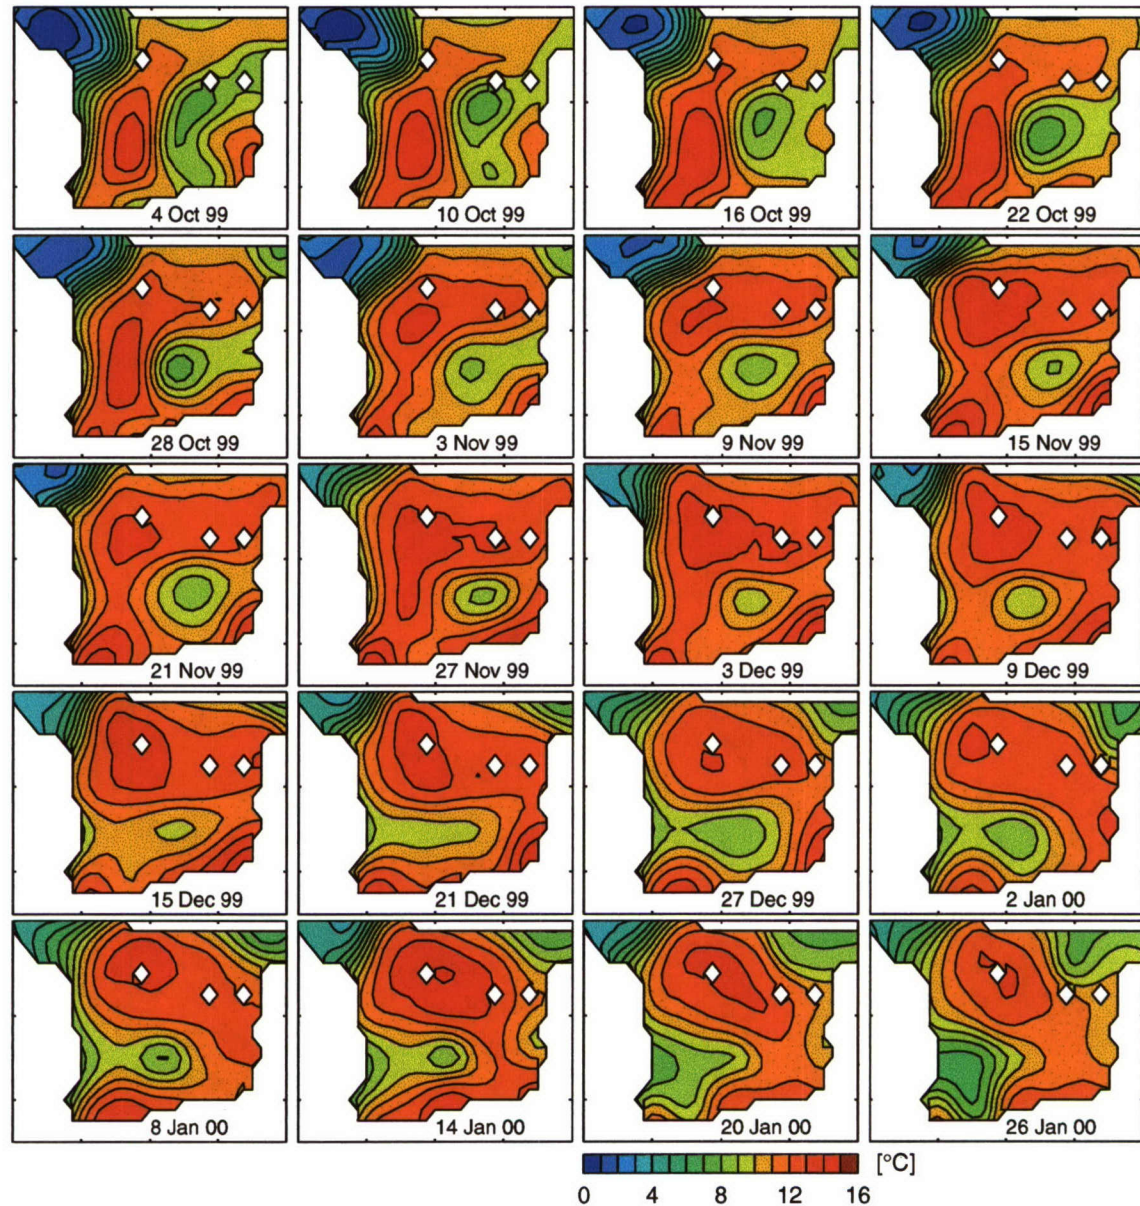 4 Oct 99
10 Oct 99
16 Oct 99
22 Oct 99
28 Oct 99
3 Nov 99
9 Nov 99
15 Nov 99
21 Nov 99
27 Nov 99
3 Dec 99
9 Dec 99
15 Dec 99
21 Dec 99
27 Dec 99
2 Jan 00
8 Jan 00
14 Jan 00
20 Jan 00
26 Jan 00
[°C]
0 4 8 12 16